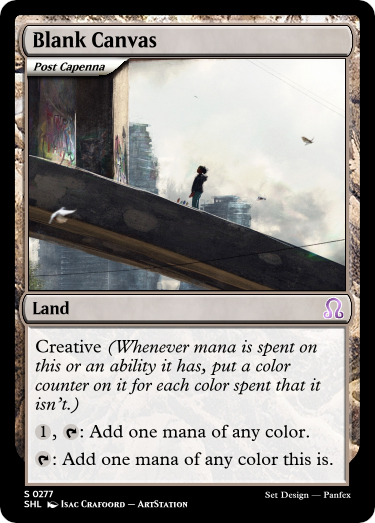 Blank Canvas
Post Capenna
Land
Creative (Whenever mana is spent on
this or an ability it has, put a color
counter on it for each color spent that it
isn't.)
1, : Add one mana of any color.
: Add one mana of any color this is.
S 0277
SHL Isac Crafoord — ArtStation
Set Design — Panfex